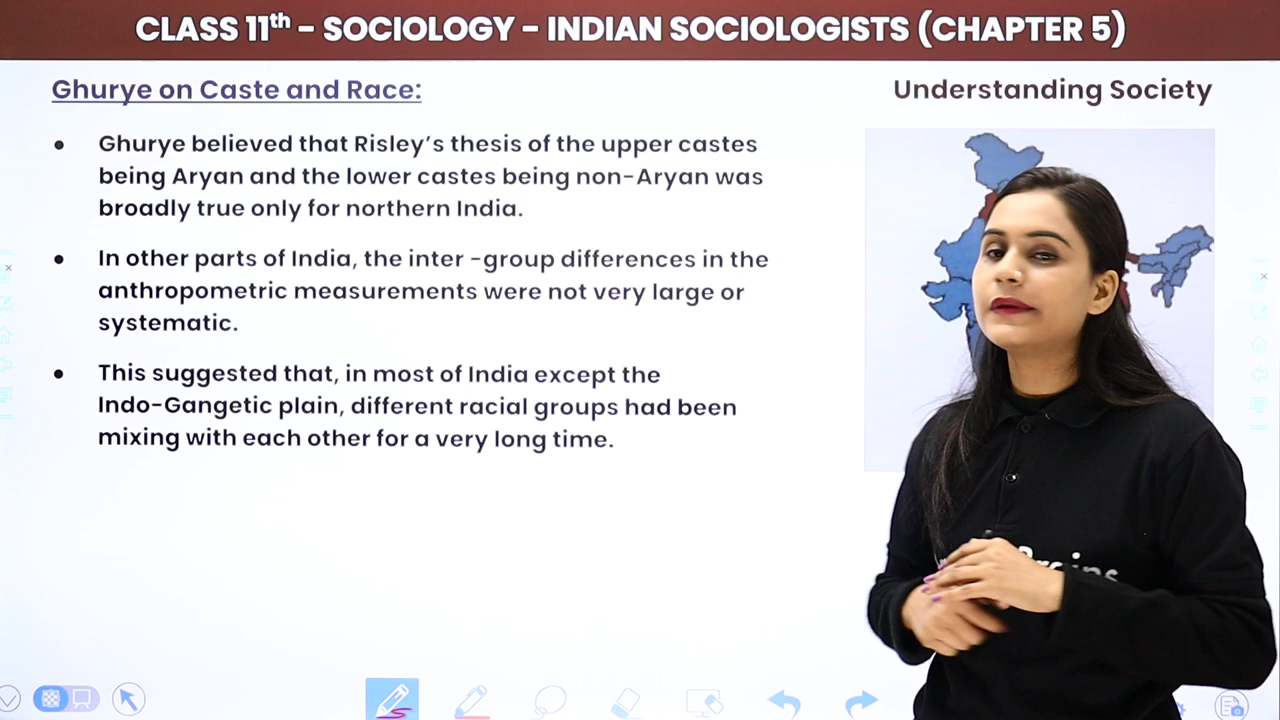 CLASS 11th – SOCIOLOGY – INDIAN SOCIOLOGISTS (CHAPTER 5)
Ghurye on Caste and Race:
Understanding Society
• Ghurye believed that Risley’s thesis of the upper castes
being Aryan and the lower castes being non-Aryan was
broadly true only for northern India.
• In other parts of India, the inter -group differences in the
anthropometric measurements were not very large or
systematic.
• This suggested that, in most of India except the
Indo-Gangetic plain, different racial groups had been
mixing with each other for a very long time.